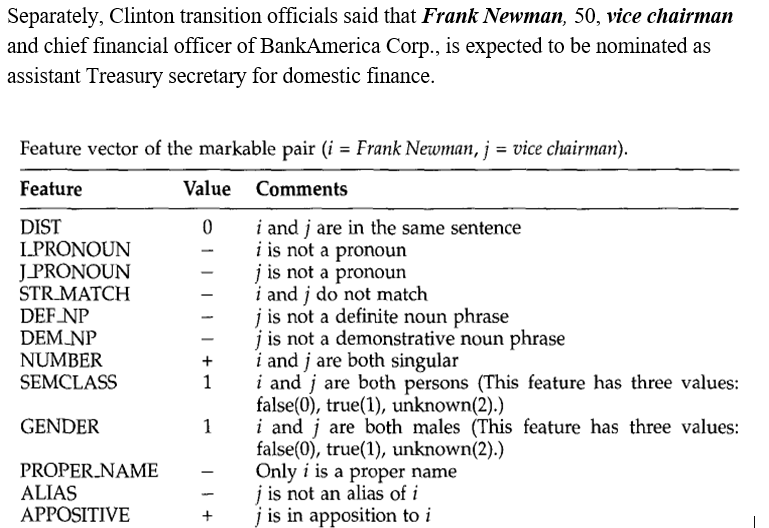 Separately, Clinton transition officials said that Frank Newman, 50, vice chairman
and chief financial officer of BankAmerica Corp., is expected to be nominated as
assistant Treasury secretary for domestic finance.
Feature vector of the markable pair (i = Frank Newman, j = vice chairman).
Feature Value Comments
DIST 0 i and j are in the same sentence
I_PRONOUN − i is not a pronoun
J_PRONOUN − j is not a pronoun
STR_MATCH − i and j do not match
DEF_NP − j is not a definite noun phrase
DEM_NP − j is not a demonstrative noun phrase
NUMBER + i and j are both singular
SEMCLASS 1 i and j are both persons (This feature has three values:
false(0), true(1), unknown(2).)
GENDER 1 i and j are both males (This feature has three values:
false(0), true(1), unknown(2).)
PROPER_NAME − Only i is a proper name
ALIAS − j is not an alias of i
APPOSITIVE + j is in apposition to i